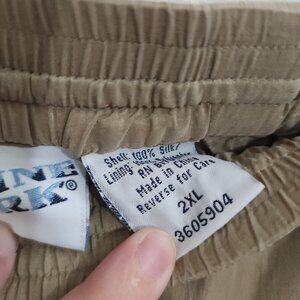 INE
RK®
Shell: 100% Silk/
Lining:
RN
Made in China
Reverse for Care
2XL
3605904